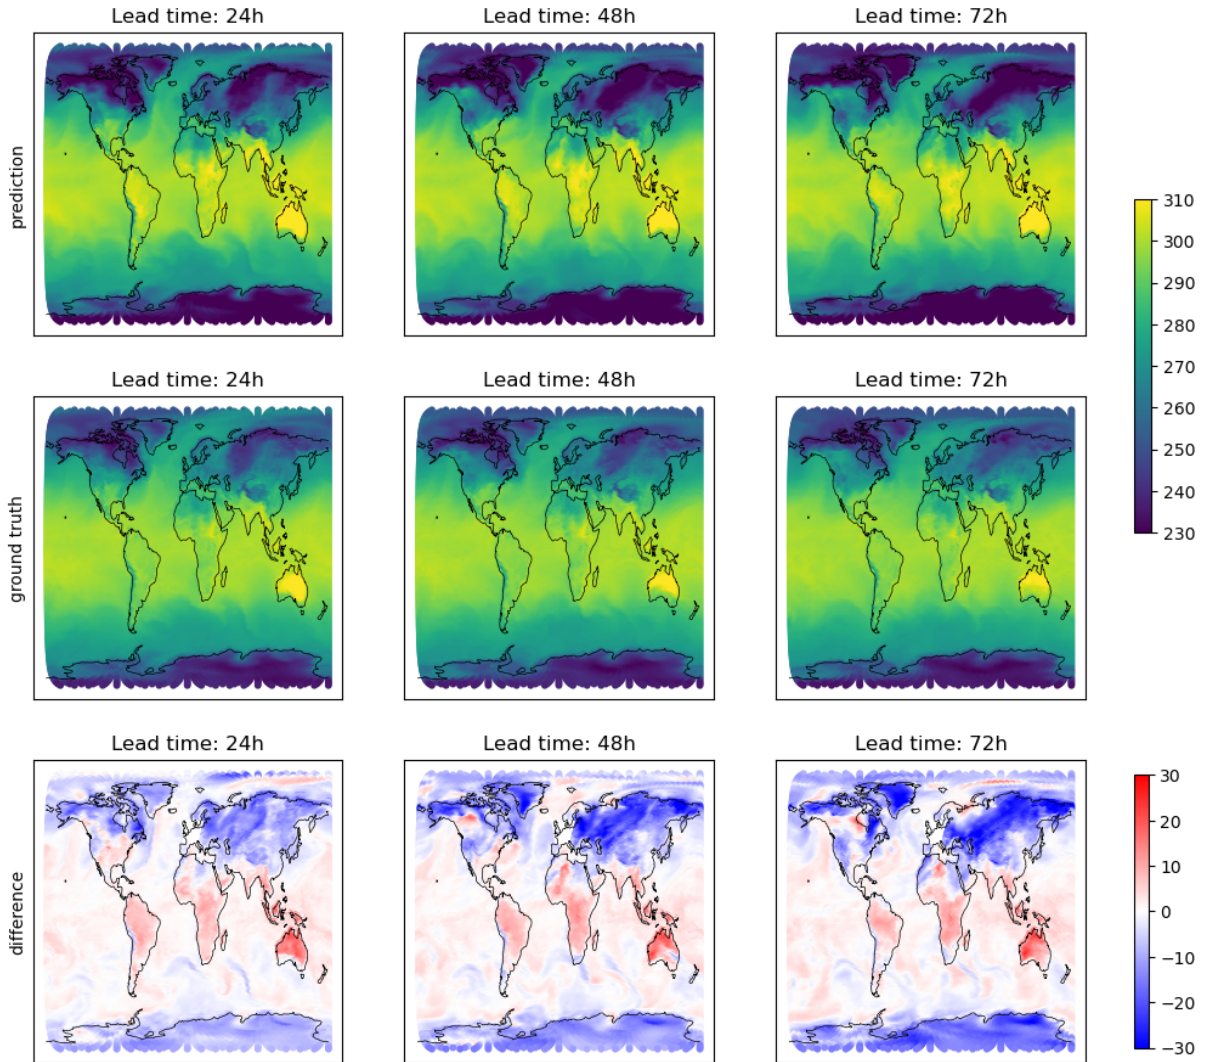 Lead time: 24h
Lead time: 48h
Lead time: 72h
prediction
310
300
290
280
270
260
250
240
230
Lead time: 24h
Lead time: 48h
Lead time: 72h
ground truth
Lead time: 24h
Lead time: 48h
Lead time: 72h
difference
30
20
10
0
−10
−20
−30